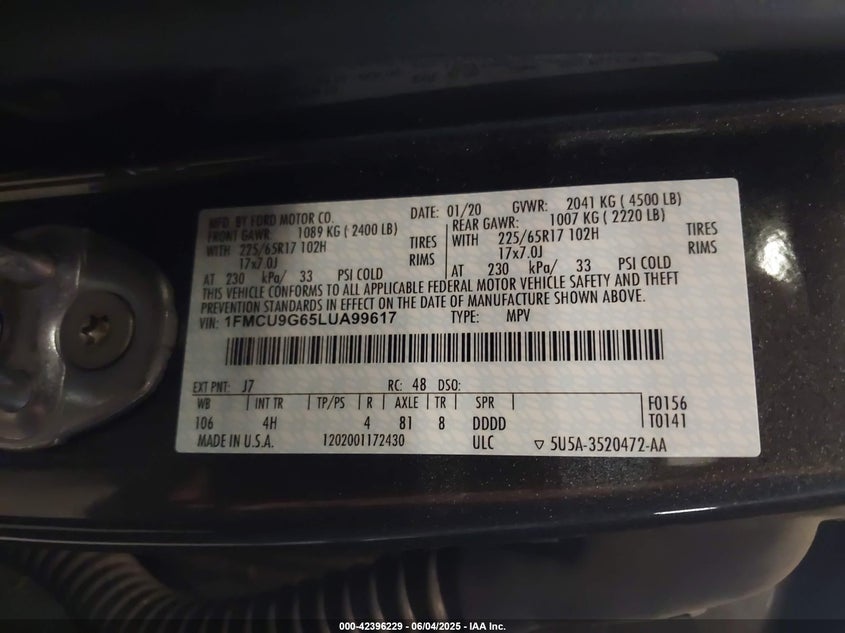 MFD. BY FORD MOTOR CO.
DATE: 01/20 GVWR: 2041 KG ( 4500 LB)
FRONT GAWR: 1089 KG ( 2400 LB)
REAR GAWR: 1007 KG ( 2220 LB)
WITH 225/65R17 102H TIRES
WITH 225/65R17 102H TIRES
17x7.0J RIMS
17x7.0J RIMS
AT 230 kPa/ 33 PSI COLD
AT 230 kPa/ 33 PSI COLD
THIS VEHICLE CONFORMS TO ALL APPLICABLE FEDERAL MOTOR VEHICLE SAFETY AND THEFT
PREVENTION STANDARDS IN EFFECT ON THE DATE OF MANUFACTURE SHOWN ABOVE.
VIN: 1FMCU9G65LUA99617 TYPE: MPV
EXT PNT: J7 RC: 48 DSO:
WB INT TR TP/PS R AXLE TR SPR F0156
106 4H 4 81 8 DDDD T0141
MADE IN U.S.A. 1202001172430 ULC ▽ 5U5A-3520472-AA
000-42396229 - 06/04/2025 - IAA Inc.